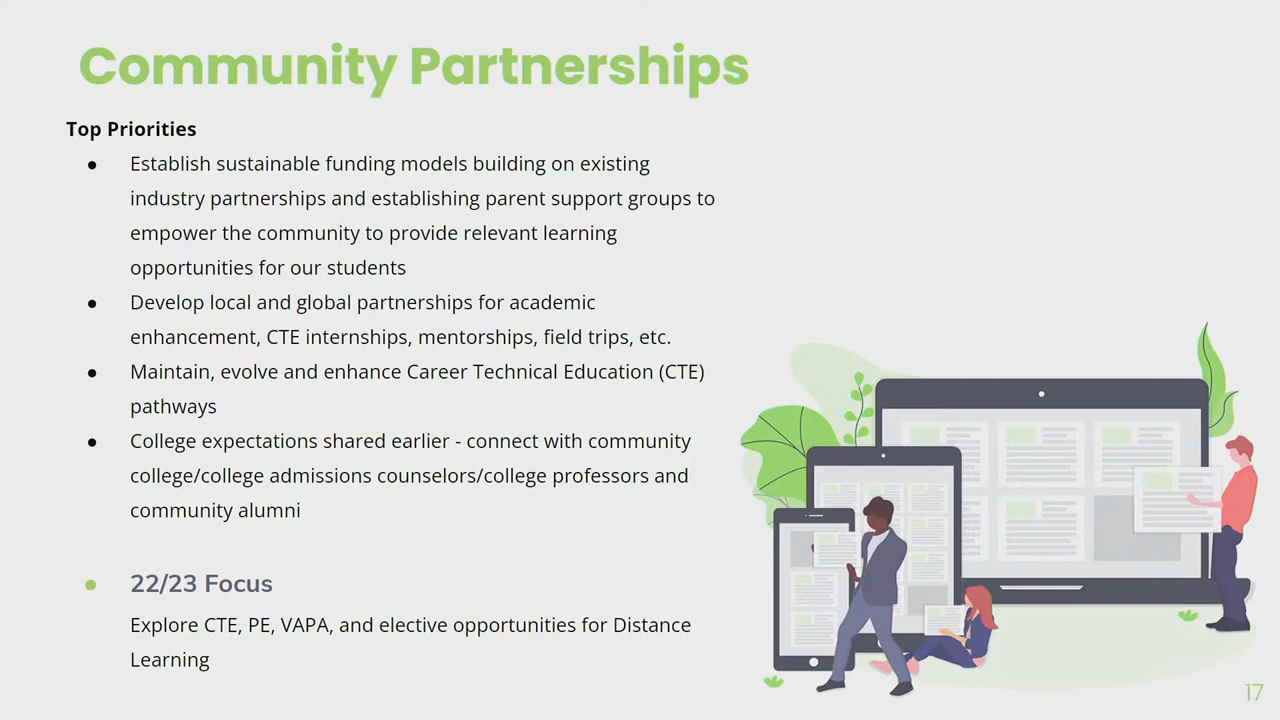 Community Partnerships
Top Priorities
● Establish sustainable funding models building on existing
industry partnerships and establishing parent support groups to
empower the community to provide relevant learning
opportunities for our students
● Develop local and global partnerships for academic
enhancement, CTE internships, mentorships, field trips, etc.
● Maintain, evolve and enhance Career Technical Education (CTE)
pathways
● College expectations shared earlier - connect with community
college/college admissions counselors/college professors and
community alumni
● 22/23 Focus
Explore CTE, PE, VAPA, and elective opportunities for Distance
Learning
17